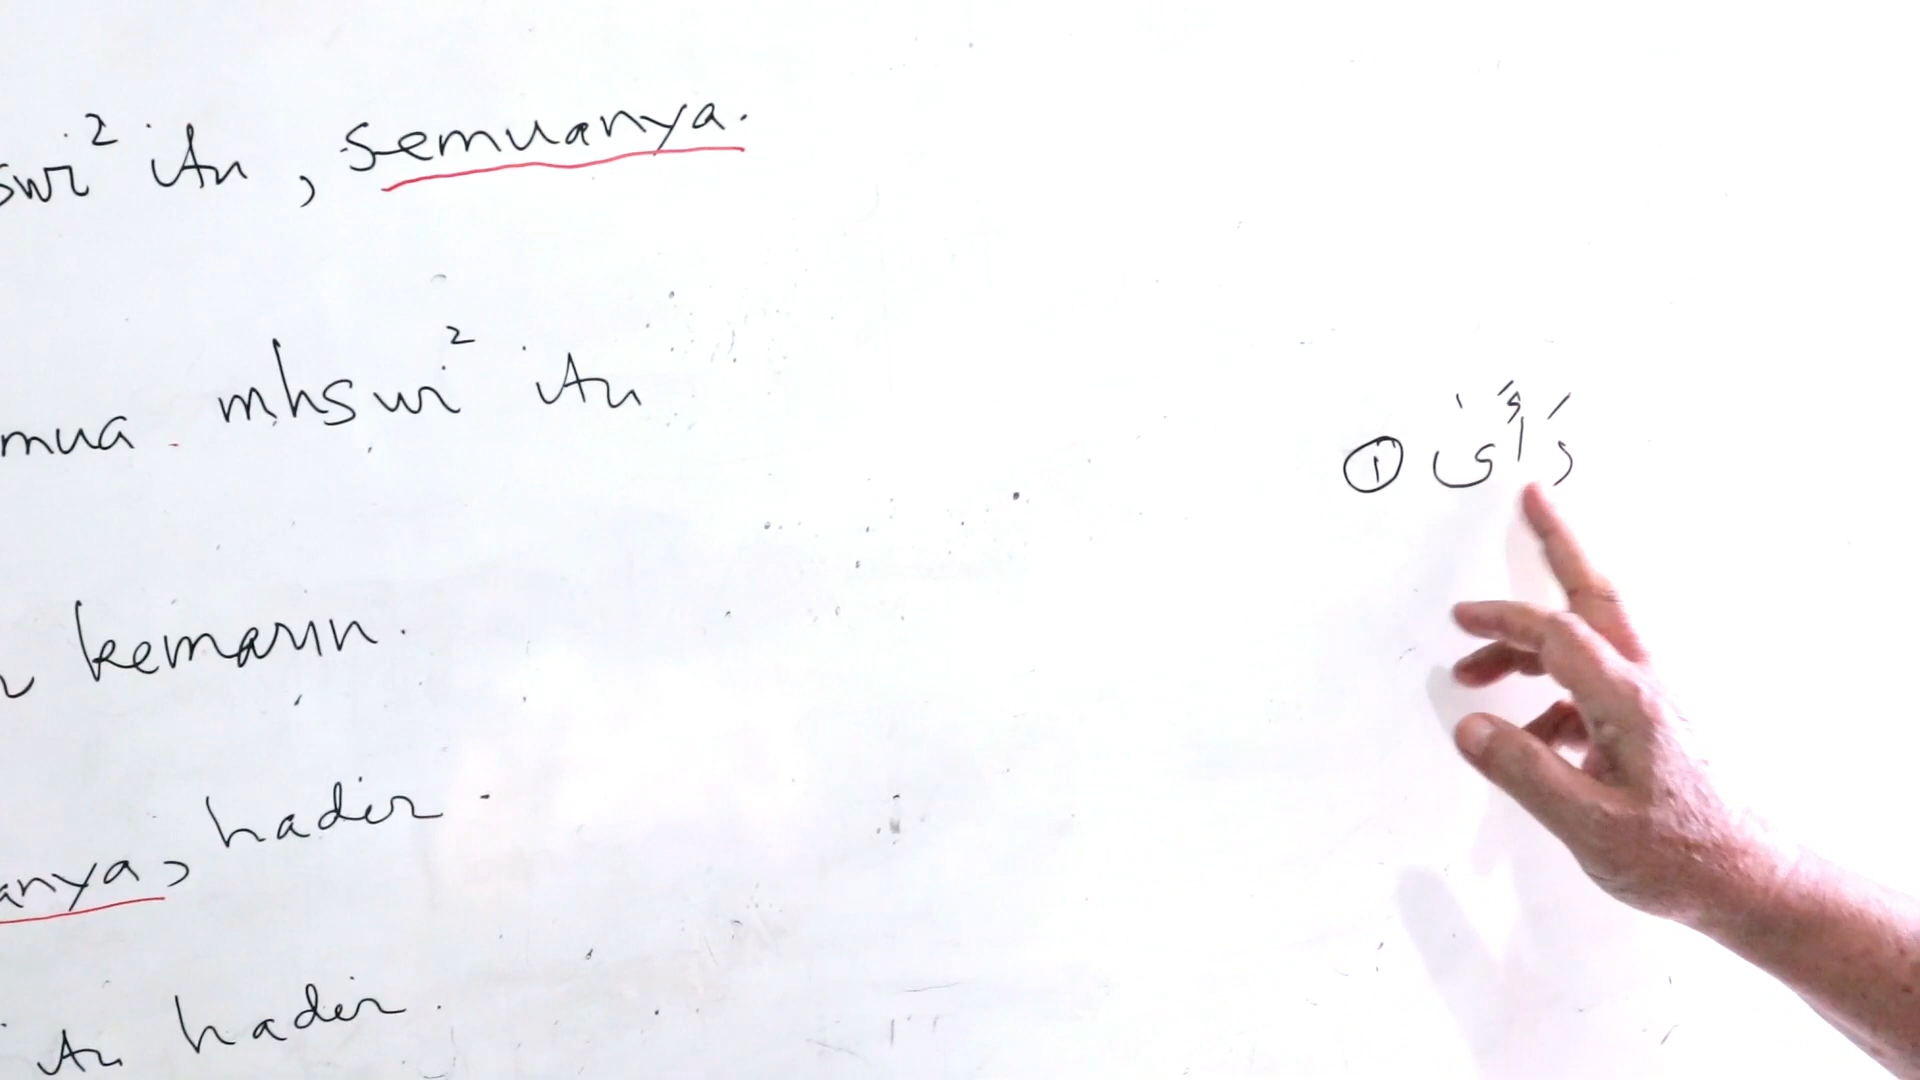 swi² itu, semuanya.
mua mhswi² itu
رَأَىٰ ①
kemarin.
anya, hadir.
itu hadir.